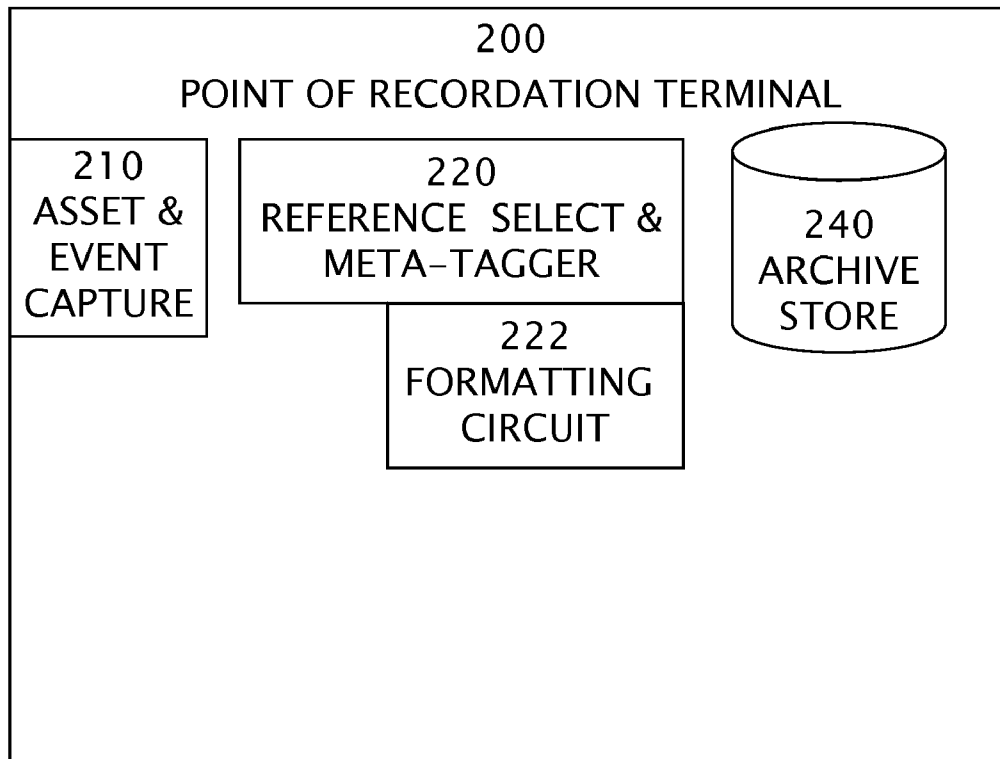 200
POINT OF RECORDATION TERMINAL
210
ASSET &
EVENT
CAPTURE
220
REFERENCE SELECT &
META-TAGGER
222
FORMATTING
CIRCUIT
240
ARCHIVE
STORE